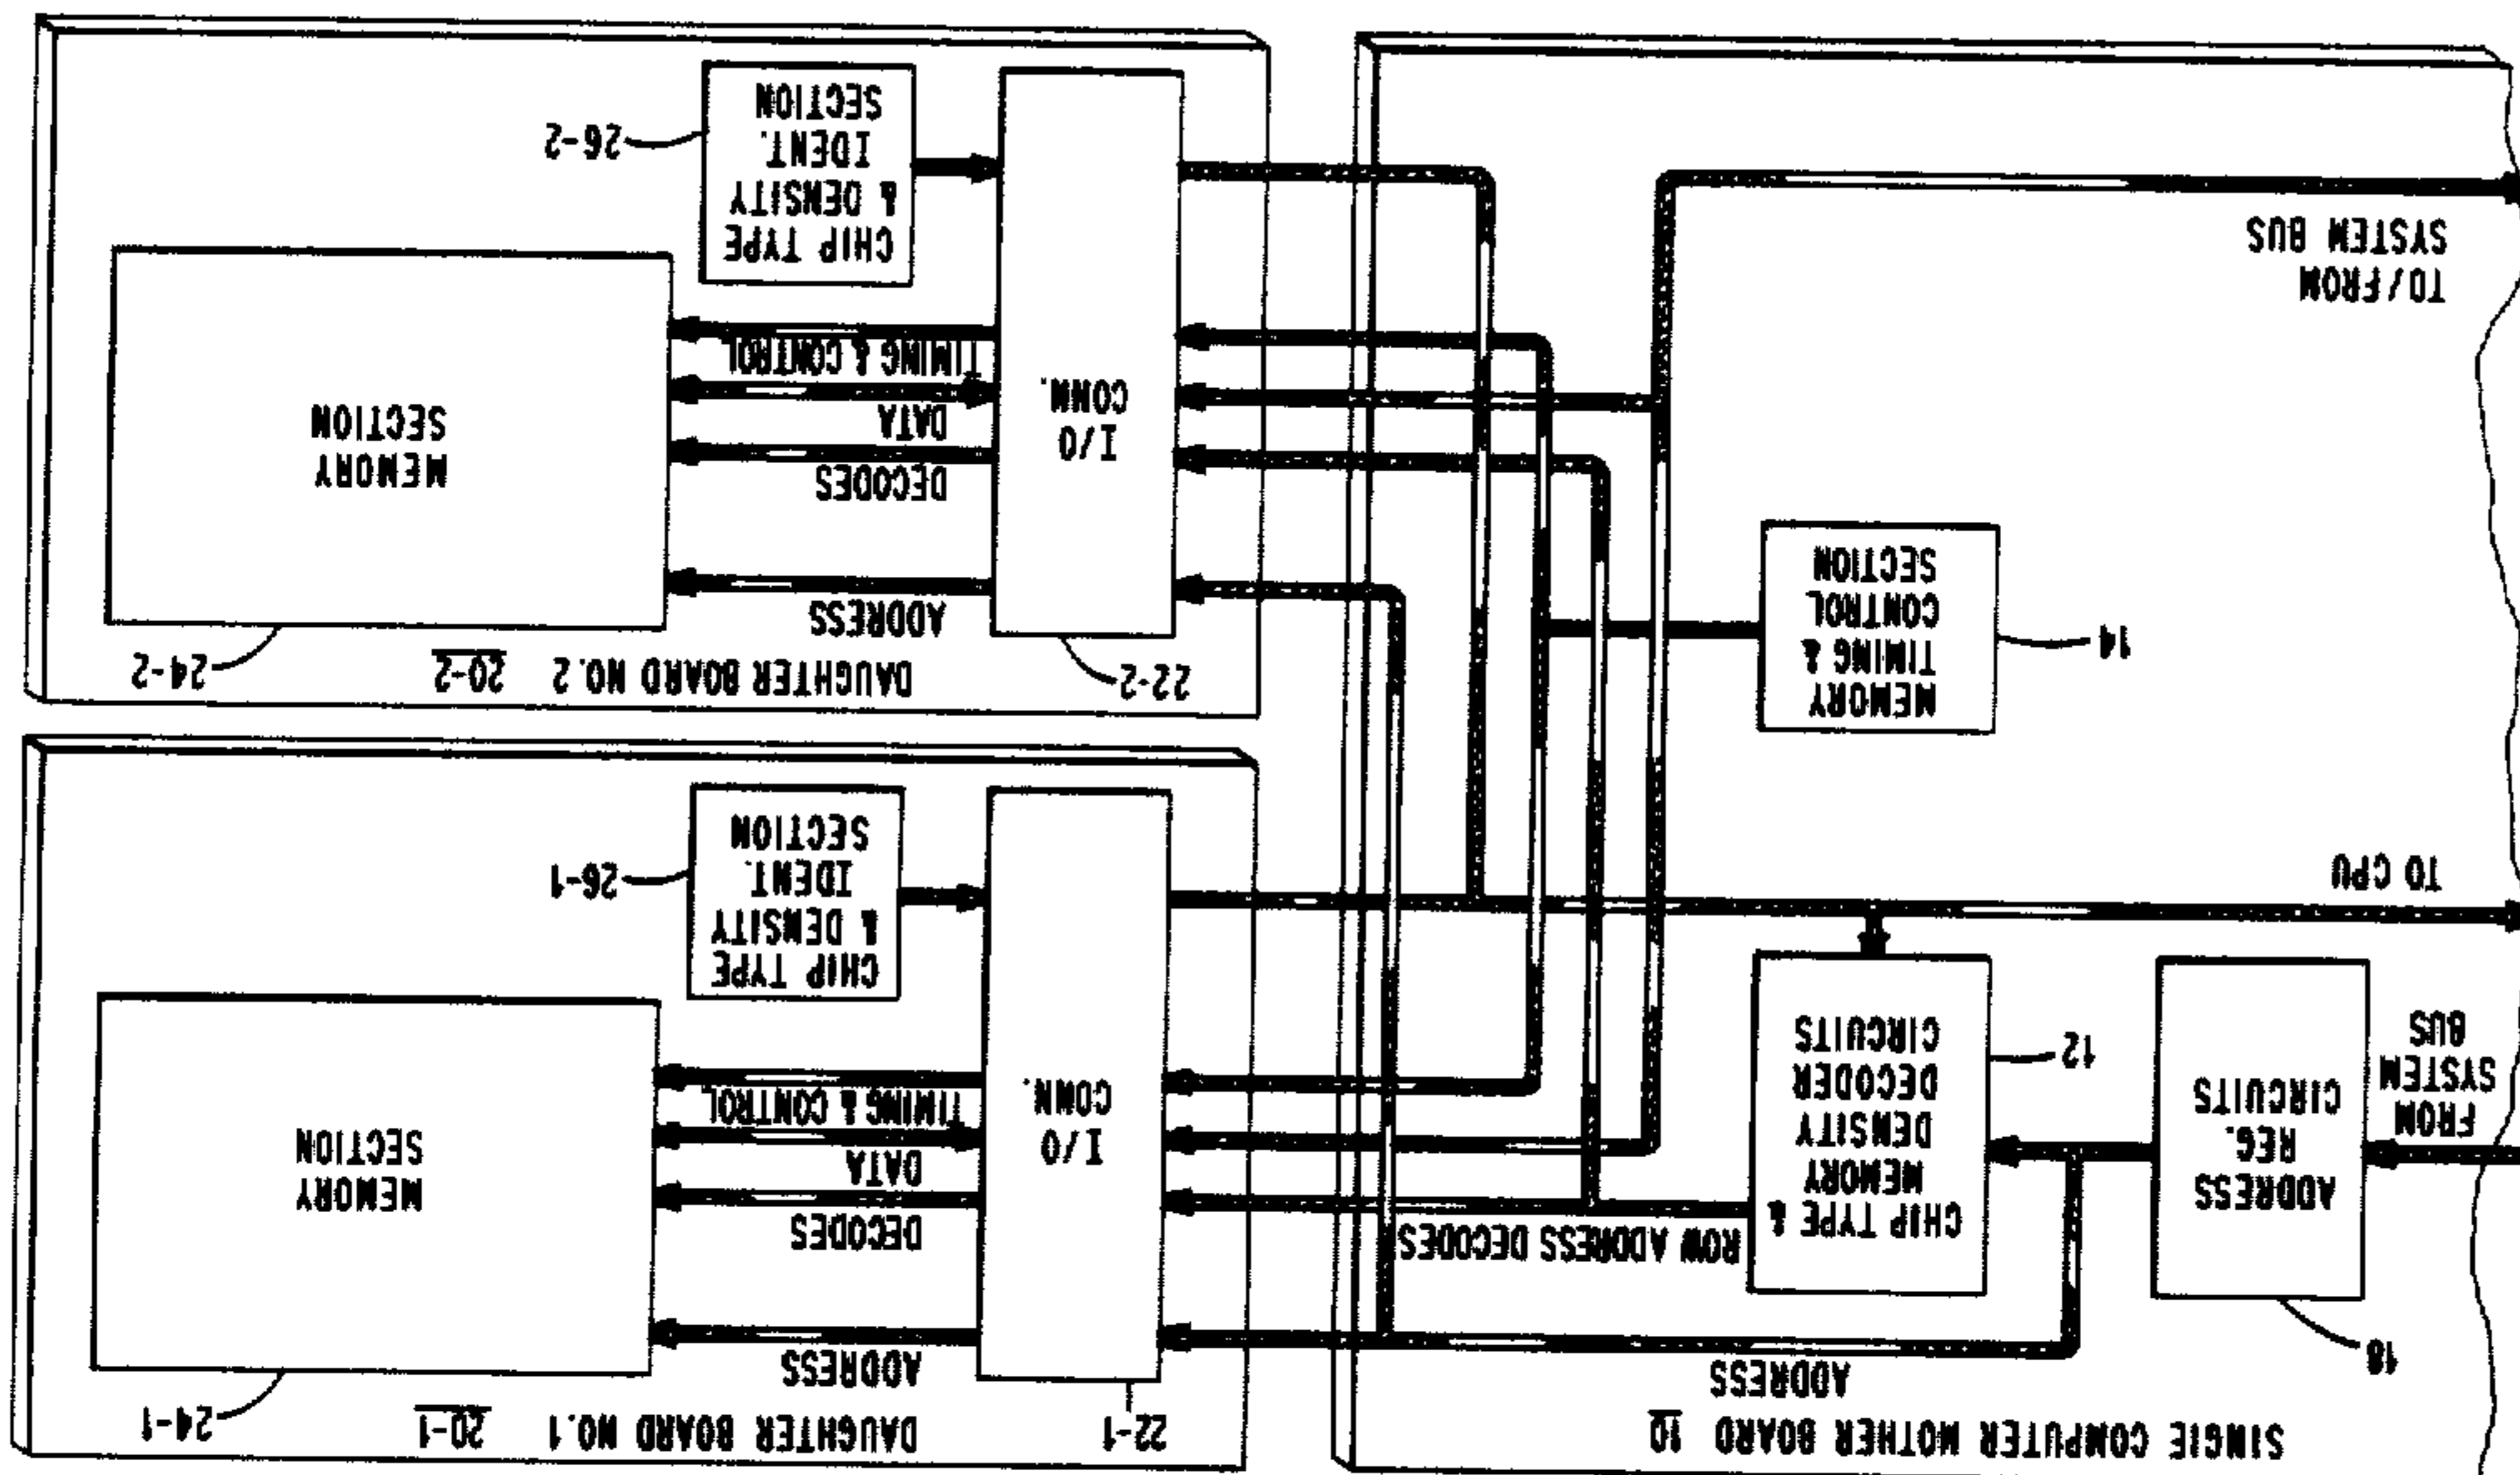 SINGlE COMPUTER MOTHER BOARD 10
ADDRESS
18
FROM
SYSTEM
BUS
ADDRESS
REG.
CIRCUITS
12
CHIP TYPE &
MEMORY
DENSITY
DECODER
CIRCUITS
ROW ADDRESS DECODES
TO CPU
14
MEMORY
TIMING &
CONTROL
SECTION
TO/FROM
SYSTEM BUS
DAUGHTER BOARD NO.1 20-1
22-1
24-1
ADDRESS
DECODES
DATA
TIMING & CONTROL
I/O
CONN.
MEMORY
SECTION
CHIP TYPE
& DENSITY
IDENT.
SECTION
26-1
DAUGHTER BOARD NO.2 20-2
22-2
24-2
ADDRESS
DECODES
DATA
TIMING & CONTROL
I/O
CONN.
MEMORY
SECTION
CHIP TYPE
& DENSITY
IDENT.
SECTION
26-2